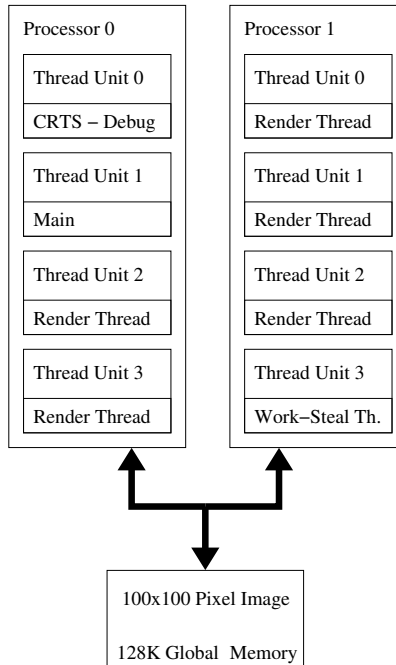 Processor 0
Thread Unit 0
CRTS – Debug
Thread Unit 1
Main
Thread Unit 2
Render Thread
Thread Unit 3
Render Thread
Processor 1
Thread Unit 0
Render Thread
Thread Unit 1
Render Thread
Thread Unit 2
Render Thread
Thread Unit 3
Work–Steal Th.
100x100 Pixel Image
128K Global Memory